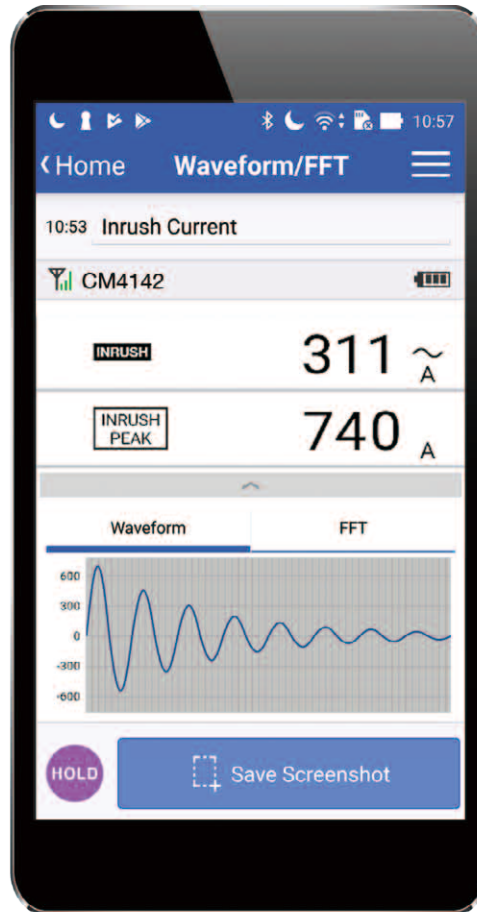 10:57
‹Home Waveform/FFT
10:53 Inrush Current
CM4142
INRUSH 311 ~ A
INRUSH
PEAK 740 A
Waveform FFT
600
300
0
-300
-600
HOLD Save Screenshot